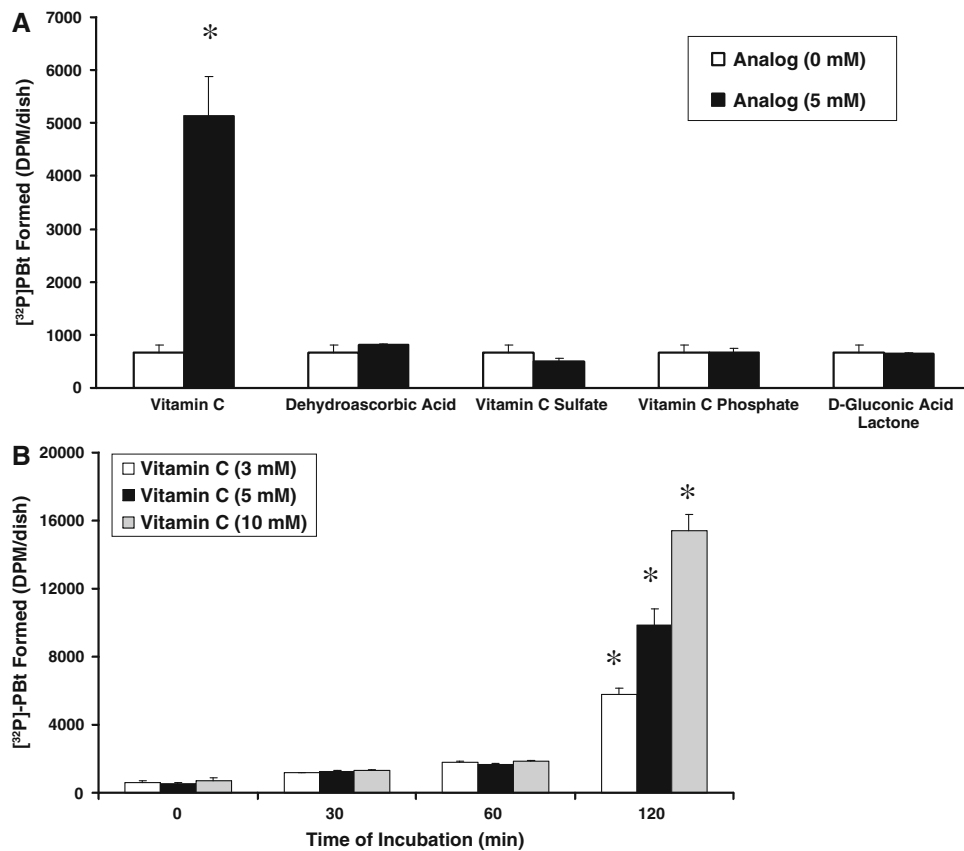 A
[³²P]PBt Formed (DPM/dish)
7000
6000
5000
4000
3000
2000
1000
0
*
Analog (0 mM)
Analog (5 mM)
Vitamin C
Dehydroascorbic Acid
Vitamin C Sulfate
Vitamin C Phosphate
D-Gluconic Acid
Lactone
B
[³²P]-PBt Formed (DPM/dish)
20000
16000
12000
8000
4000
0
Vitamin C (3 mM)
Vitamin C (5 mM)
Vitamin C (10 mM)
*
*
*
0
30
60
120
Time of Incubation (min)